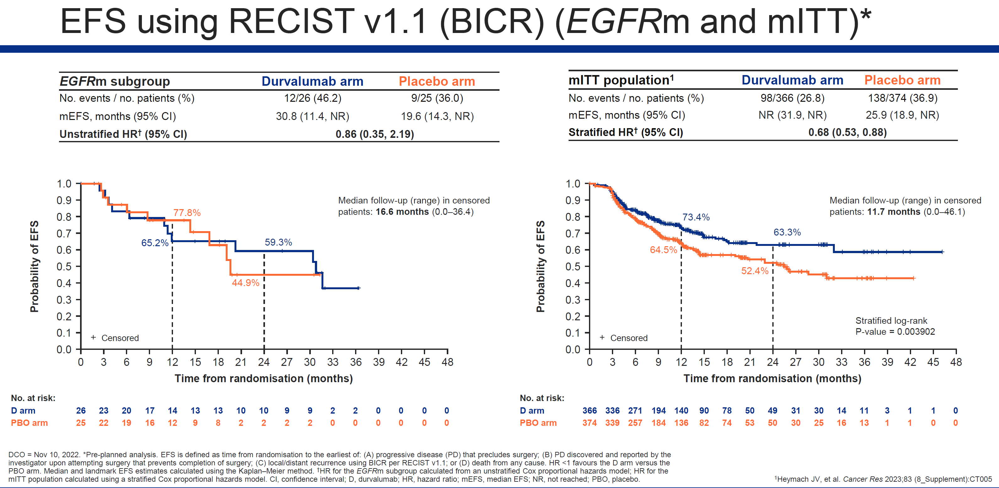 EFS using RECIST v1.1 (BICR) (EGFRm and mITT)*
EGFRm subgroup Durvalumab arm Placebo arm
No. events / no. patients (%) 12/26 (46.2) 9/25 (36.0)
mEFS, months (95% CI) 30.8 (11.4, NR) 19.6 (14.3, NR)
Unstratified HR† (95% CI) 0.86 (0.35, 2.19)
mITT population¹ Durvalumab arm Placebo arm
No. events / no. patients (%) 98/366 (26.8) 138/374 (36.9)
mEFS, months (95% CI) NR (31.9, NR) 25.9 (18.9, NR)
Stratified HR† (95% CI) 0.68 (0.53, 0.88)
Probability of EFS
1.0
0.9
0.8
0.7
0.6
0.5
0.4
0.3
0.2
0.1
0.0
Median follow-up (range) in censored
patients: 16.6 months (0.0–36.4)
77.8%
65.2%
59.3%
44.9%
+ Censored
0 3 6 9 12 15 18 21 24 27 30 33 36 39 42 45 48
Time from randomisation (months)
No. at risk:
D arm 26 23 20 17 14 13 13 10 10 9 9 2 2 0 0 0 0
PBO arm 25 22 19 16 12 9 8 2 2 2 2 0 0 0 0 0 0
Probability of EFS
1.0
0.9
0.8
0.7
0.6
0.5
0.4
0.3
0.2
0.1
0.0
Median follow-up (range) in censored
patients: 11.7 months (0.0–46.1)
73.4%
64.5%
63.3%
52.4%
Stratified log-rank
P-value = 0.003902
+ Censored
0 3 6 9 12 15 18 21 24 27 30 33 36 39 42 45 48
Time from randomisation (months)
No. at risk:
D arm 366 336 271 194 140 90 78 50 49 31 30 14 11 3 1 1 0
PBO arm 374 339 257 184 136 82 74 53 50 30 25 16 13 1 1 0 0
DCO = Nov 10, 2022. *Pre-planned analysis. EFS is defined as time from randomisation to the earliest of: (A) progressive disease (PD) that precludes surgery; (B) PD discovered and reported by the
investigator upon attempting surgery that prevents completion of surgery; (C) local/distant recurrence using BICR per RECIST v1.1; or (D) death from any cause. HR <1 favours the D arm versus the
PBO arm. Median and landmark EFS estimates calculated using the Kaplan–Meier method. †HR for the EGFRm subgroup calculated from an unstratified Cox proportional hazards model; HR for the
mITT population calculated using a stratified Cox proportional hazards model. CI, confidence interval; D, durvalumab; HR, hazard ratio; mEFS, median EFS; NR, not reached; PBO, placebo.
¹Heymach JV, et al. Cancer Res 2023;83 (8_Supplement):CT005